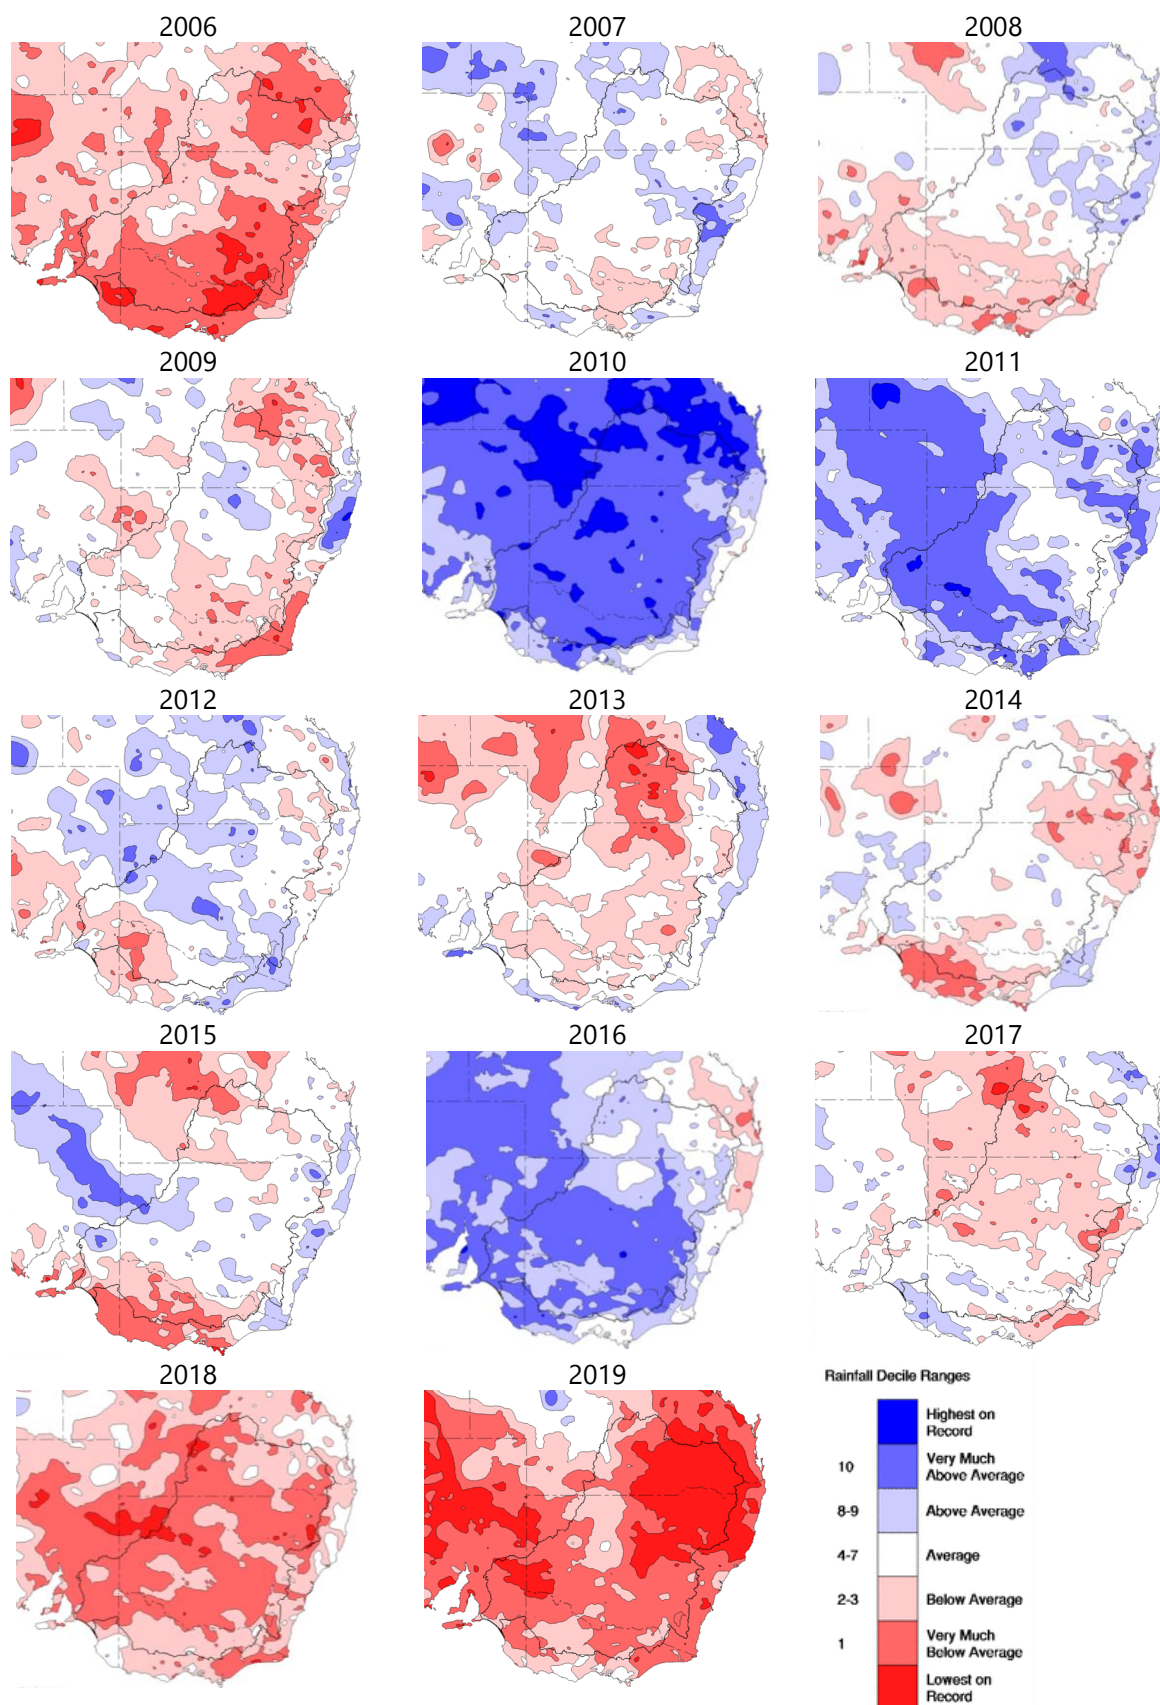 2006
2007
2008
2009
2010
2011
2012
2013
2014
2015
2016
2017
2018
2019
Rainfall Decile Ranges
Highest on
Record
10
Very Much
Above Average
8-9
Above Average
4-7
Average
2-3
Below Average
1
Very Much
Below Average
Lowest on
Record